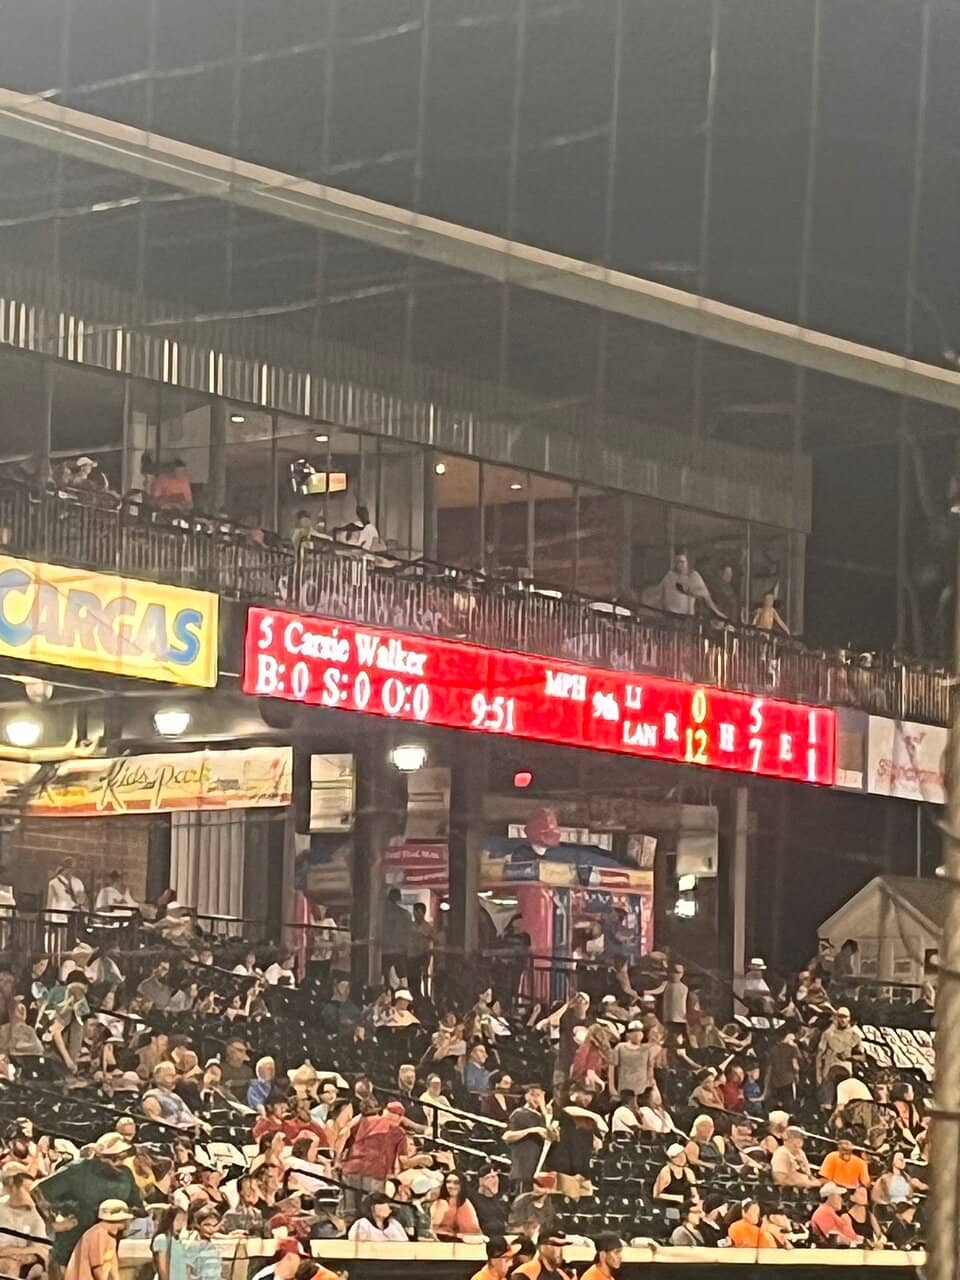 CARGAS
5 Carrie Walker
B: 0 S: 0 O: 0 9:51
MPH 9th
LI R 0 H 5 E 1
LAN 12 7 1
Kids Park